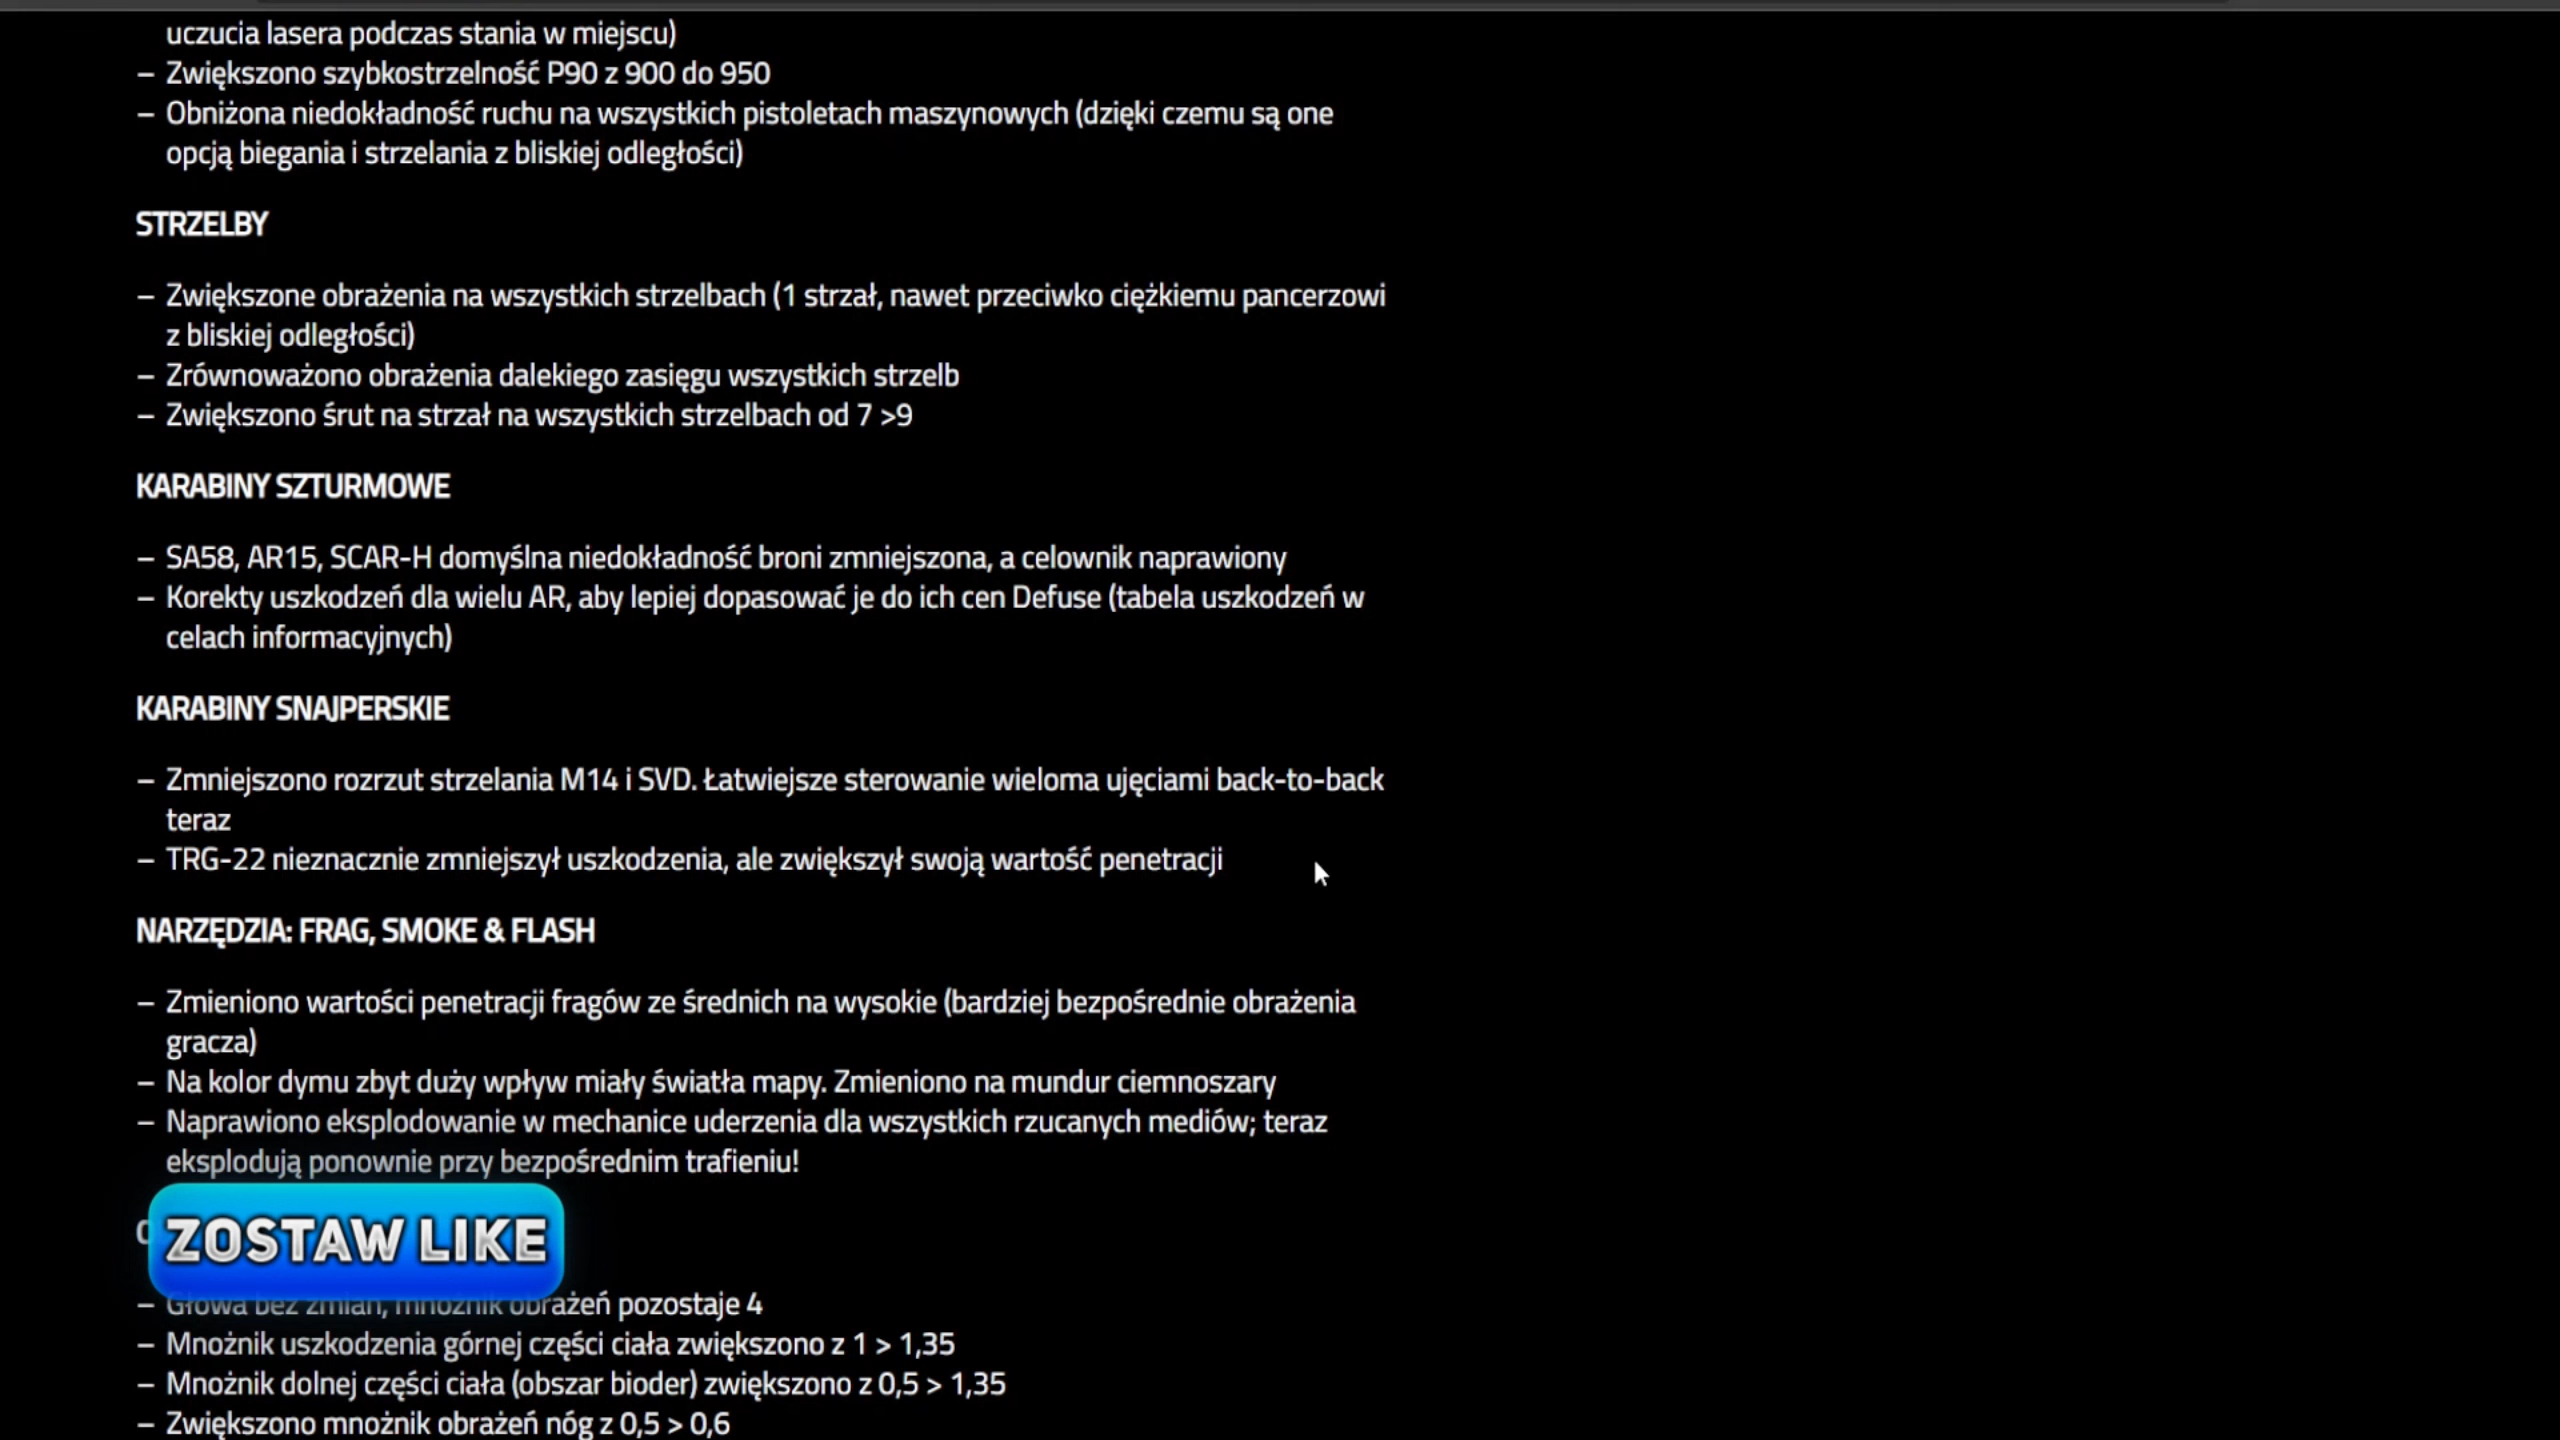 uczucia lasera podczas stania w miejscu)
– Zwiększono szybkostrzelność P90 z 900 do 950
– Obniżona niedokładność ruchu na wszystkich pistoletach maszynowych (dzięki czemu są one
opcją biegania i strzelania z bliskiej odległości)
STRZELBY
– Zwiększone obrażenia na wszystkich strzelbach (1 strzał, nawet przeciwko ciężkiemu pancerzowi
z bliskiej odległości)
– Zrównoważono obrażenia dalekiego zasięgu wszystkich strzelb
– Zwiększono śrut na strzał na wszystkich strzelbach od 7 >9
KARABINY SZTURMOWE
– SA58, AR15, SCAR-H domyślna niedokładność broni zmniejszona, a celownik naprawiony
– Korekty uszkodzeń dla wielu AR, aby lepiej dopasować je do ich cen Defuse (tabela uszkodzeń w
celach informacyjnych)
KARABINY SNAJPERSKIE
– Zmniejszono rozrzut strzelania M14 i SVD. Łatwiejsze sterowanie wieloma ujęciami back-to-back
teraz
– TRG-22 nieznacznie zmniejszył uszkodzenia, ale zwiększył swoją wartość penetracji
NARZĘDZIA: FRAG, SMOKE & FLASH
– Zmieniono wartości penetracji fragów ze średnich na wysokie (bardziej bezpośrednie obrażenia
gracza)
– Na kolor dymu zbyt duży wpływ miały światła mapy. Zmieniono na mundur ciemnoszary
– Naprawiono eksplodowanie w mechanice uderzenia dla wszystkich rzucanych mediów; teraz
eksplodują ponownie przy bezpośrednim trafieniu!
ZOSTAW LIKE
– Głowa bez zmian, mnożnik obrażeń pozostaje 4
– Mnożnik uszkodzenia górnej części ciała zwiększono z 1 > 1,35
– Mnożnik dolnej części ciała (obszar bioder) zwiększono z 0,5 > 1,35
– Zwiększono mnożnik obrażeń nóg z 0,5 > 0,6